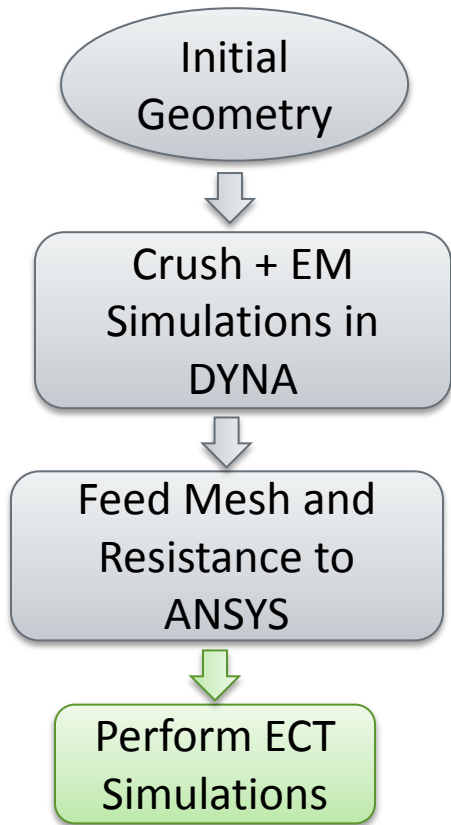 Initial
Geometry
Crush + EM
Simulations in
DYNA
Feed Mesh and
Resistance to
ANSYS
Perform ECT
Simulations